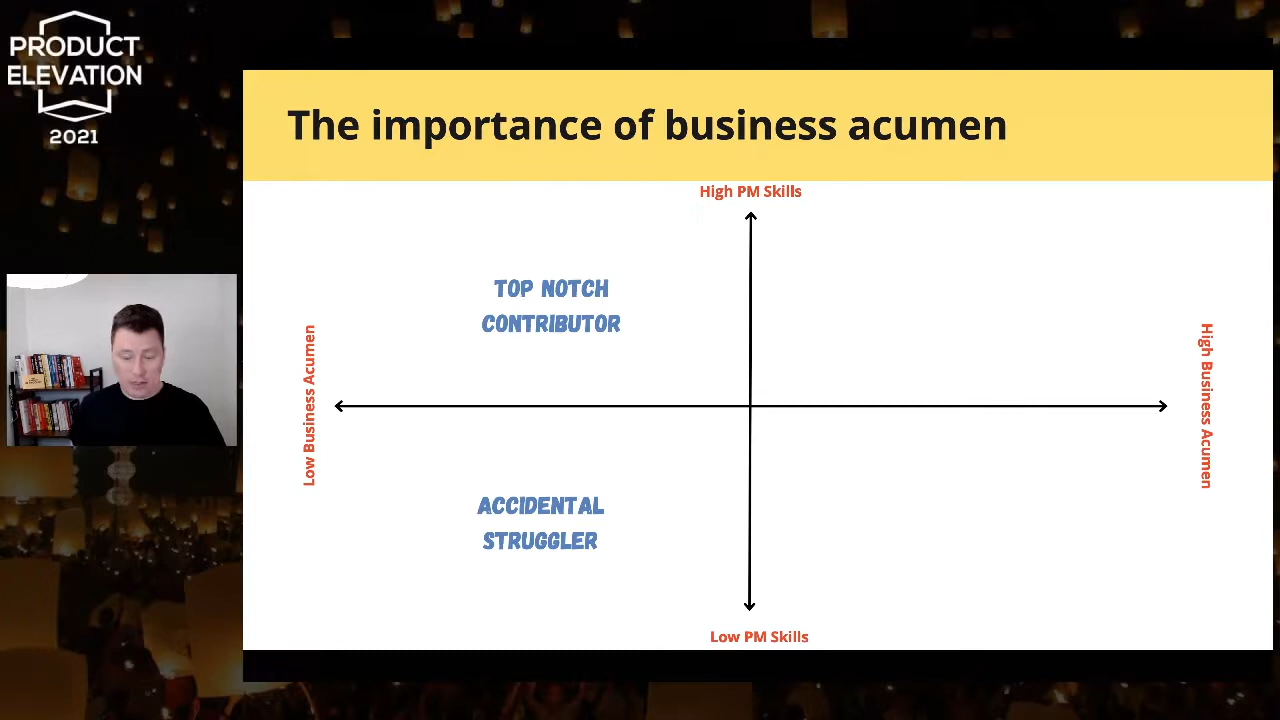 PRODUCT
ELEVATION
2021
The importance of business acumen
High PM Skills
TOP NOTCH
CONTRIBUTOR
Low Business Acumen
High Business Acumen
ACCIDENTAL
STRUGGLER
Low PM Skills